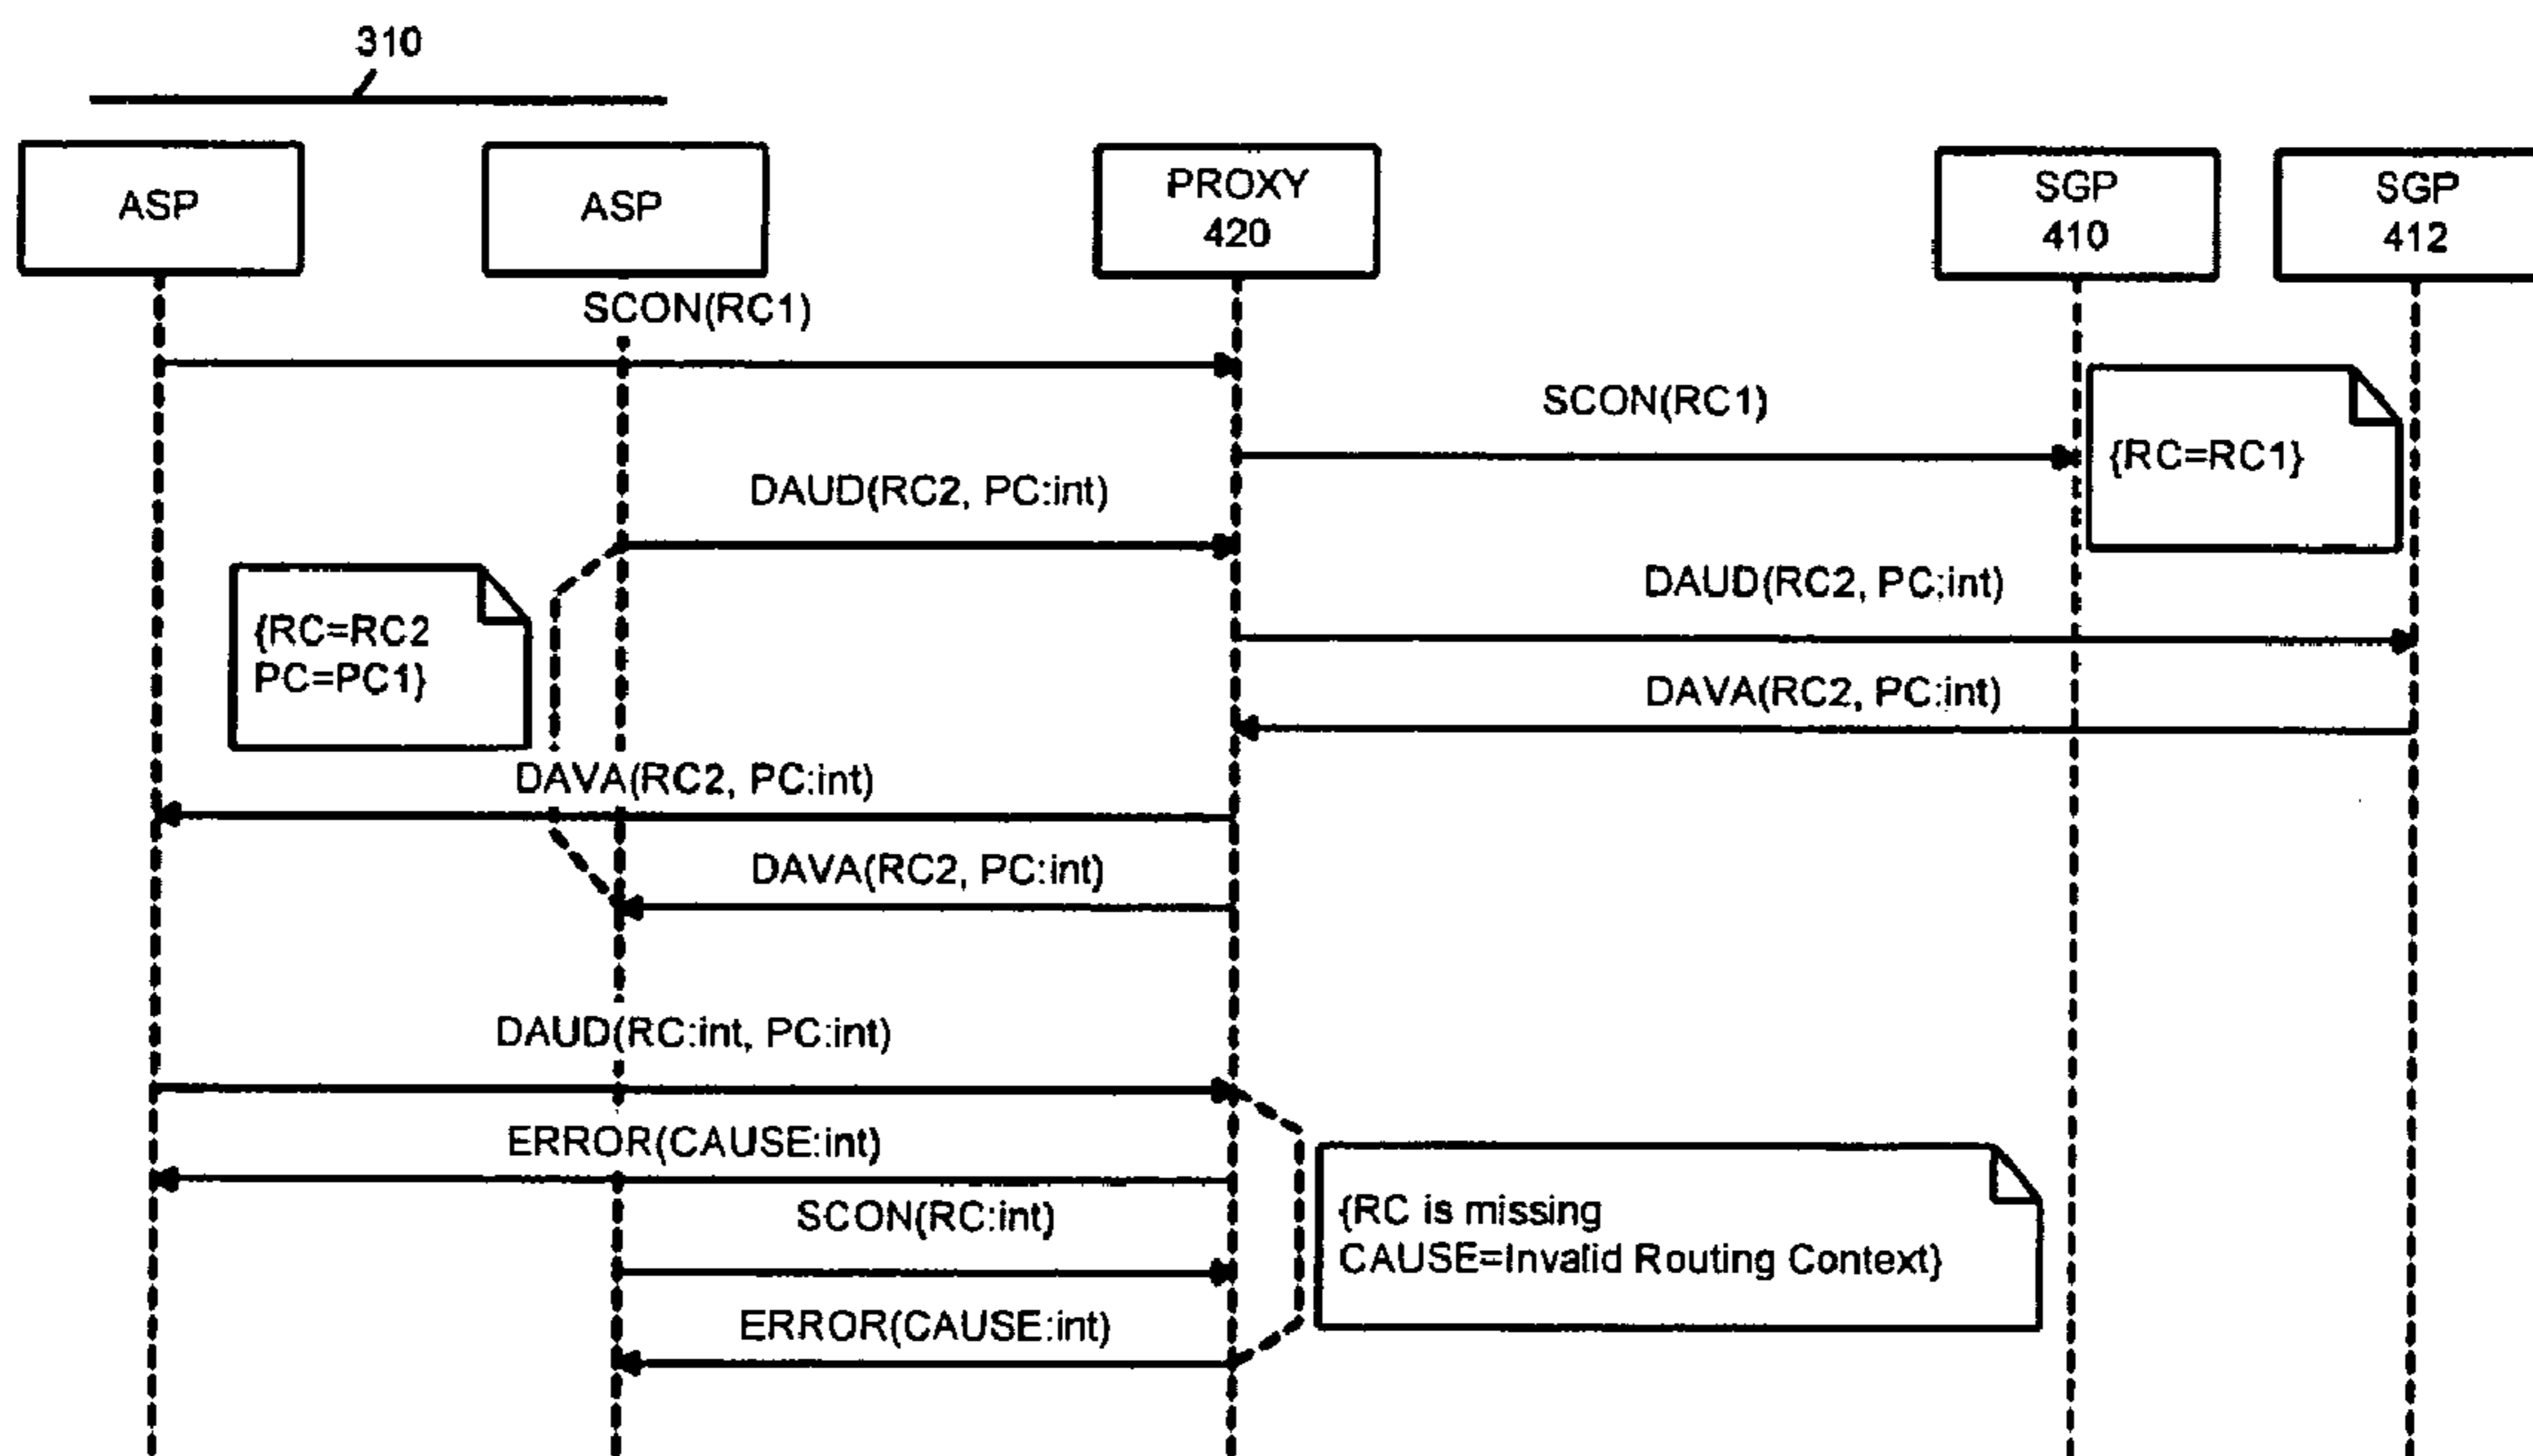 310
ASP
ASP
PROXY
420
SGP
410
SGP
412
SCON(RC1)
SCON(RC1)
{RC=RC1}
DAUD(RC2, PC:int)
DAUD(RC2, PC:int)
{RC=RC2
PC=PC1}
DAVA(RC2, PC:int)
DAVA(RC2, PC:int)
DAVA(RC2, PC:int)
DAUD(RC:int, PC:int)
ERROR(CAUSE:int)
SCON(RC:int)
{RC is missing
CAUSE=Invalid Routing Context}
ERROR(CAUSE:int)